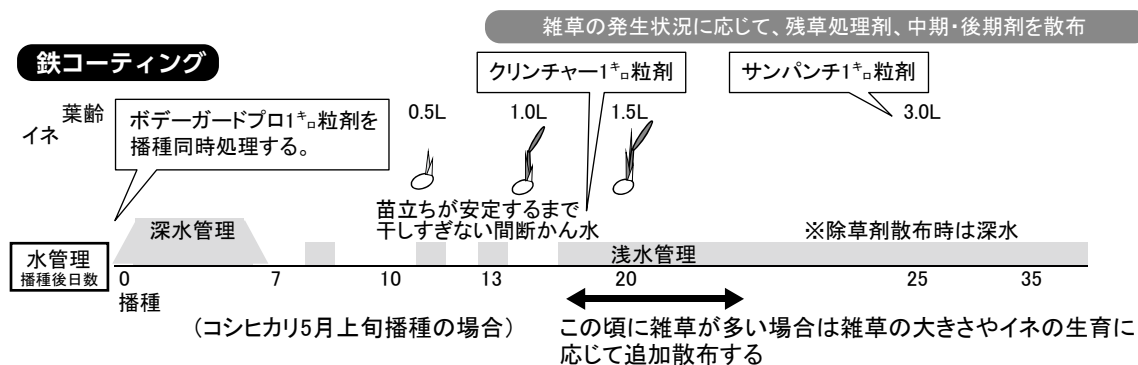 雑草の発生状況に応じて、残草処理剤、中期・後期剤を散布
鉄コーティング
クリンチャー1㌔粒剤
サンパンチ1㌔粒剤
葉齢
イネ
ボデーガードプロ1㌔粒剤を
播種同時処理する。
0.5L
1.0L
1.5L
3.0L
苗立ちが安定するまで
干しすぎない間断かん水
深水管理
※除草剤散布時は深水
浅水管理
水管理
播種後日数
0
7
10
13
20
25
35
播種
(コシヒカリ5月上旬播種の場合)
この頃に雑草が多い場合は雑草の大きさやイネの生育に
応じて追加散布する